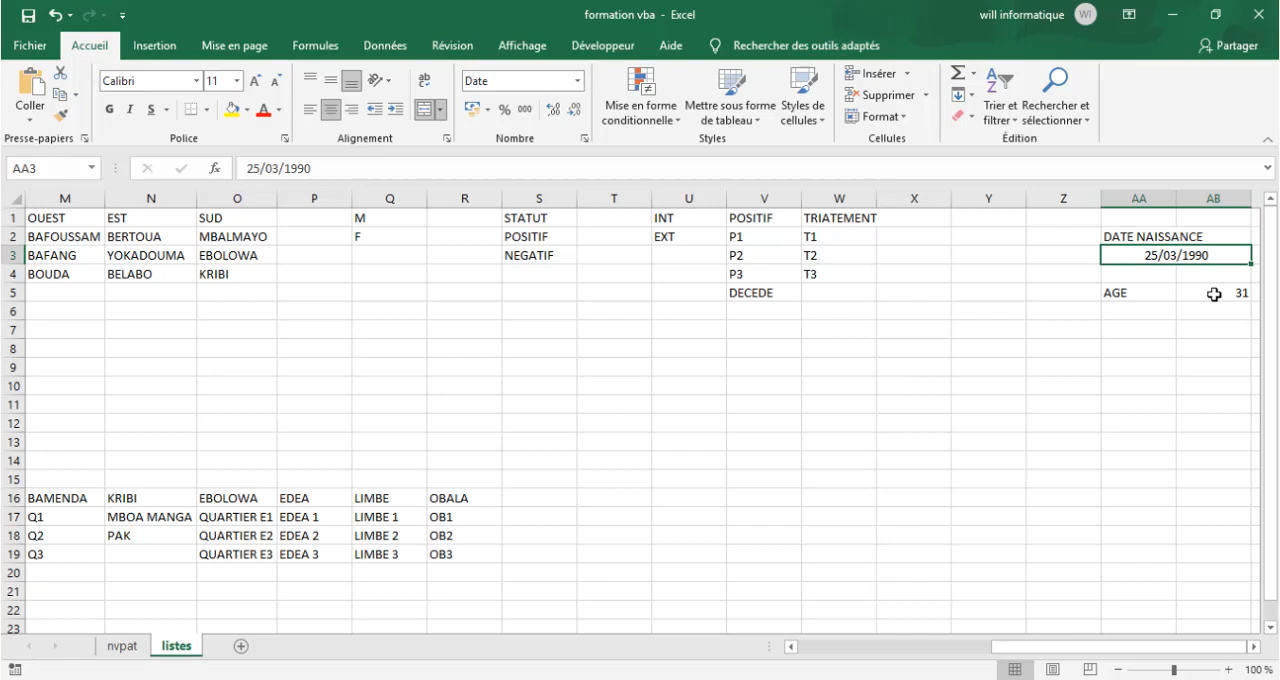 formation vba - Excel
will informatique WI
Fichier Accueil Insertion Mise en page Formules Données Révision Affichage Développeur Aide Rechercher des outils adaptés Partager
Coller
Calibri 11
G I S
ab
Date
% 000
Mise en forme conditionnelle
Mettre sous forme de tableau
Styles de cellules
Insérer
Supprimer
Format
Trier et filtrer
Rechercher et sélectionner
Presse-papiers Police Alignement Nombre Styles Cellules Édition
AA3 fx 25/03/1990
M N O P Q R S T U V W X Y Z AA AB
1 OUEST EST SUD M STATUT INT POSITIF TRIATEMENT
2 BAFOUSSAM BERTOUA MBALMAYO F POSITIF EXT P1 T1 DATE NAISSANCE
3 BAFANG YOKADOUMA EBOLOWA NEGATIF P2 T2 25/03/1990
4 BOUDA BELABO KRIBI P3 T3
5 DECEDE AGE 31
6
7
8
9
10
11
12
13
14
15
16 BAMENDA KRIBI EBOLOWA EDEA LIMBE OBALA
17 Q1 MBOA MANGA QUARTIER E1 EDEA 1 LIMBE 1 OB1
18 Q2 PAK QUARTIER E2 EDEA 2 LIMBE 2 OB2
19 Q3 QUARTIER E3 EDEA 3 LIMBE 3 OB3
20
21
22
23
nvpat listes
100 %